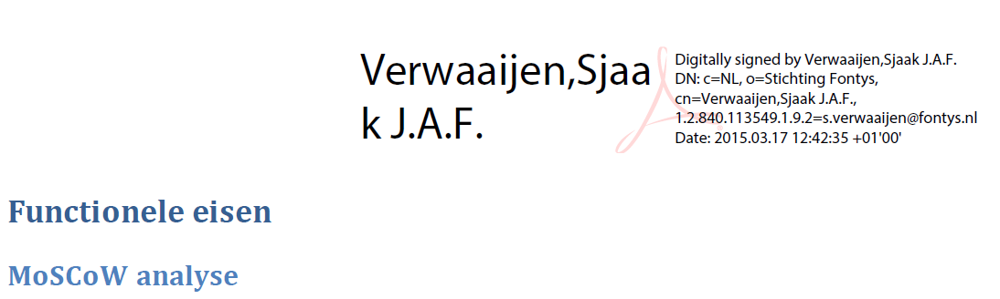 Verwaaijen,Sjaa
k J.A.F.
Digitally signed by Verwaaijen,Sjaak J.A.F.
DN: c=NL, o=Stichting Fontys,
cn=Verwaaijen,Sjaak J.A.F.,
1.2.840.113549.1.9.2=s.verwaaijen@fontys.nl
Date: 2015.03.17 12:42:35 +01'00'
Functionele eisen
MoSCoW analyse